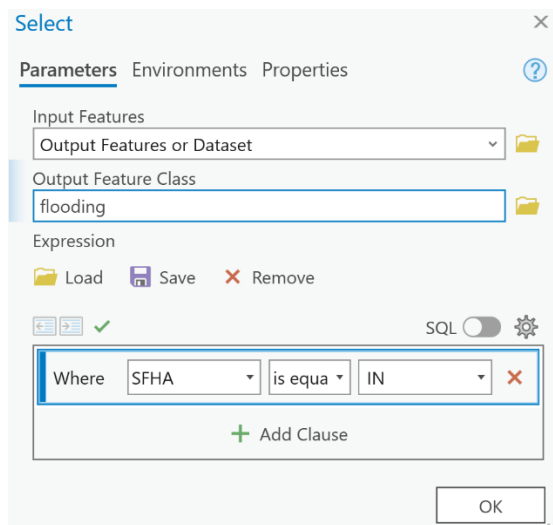 Select
Parameters Environments Properties
Input Features
Output Features or Dataset
Output Feature Class
flooding
Expression
Load Save Remove
SQL
Where SFHA is equa IN
Add Clause
OK